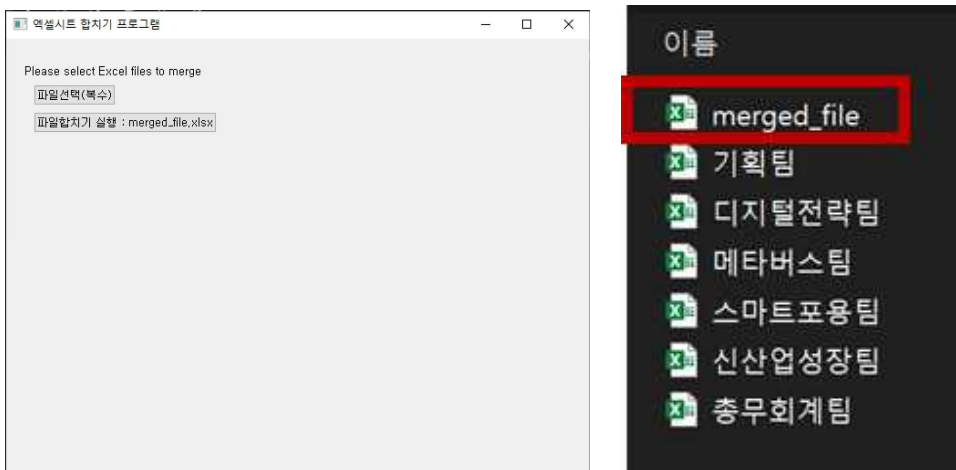 엑셀시트 합치기 프로그램
Please select Excel files to merge
파일선택(복수)
파일합치기 실행 : merged_file.xlsx
이름
merged_file
기획팀
디지털전략팀
메타버스팀
스마트포용팀
신산업성장팀
총무회계팀